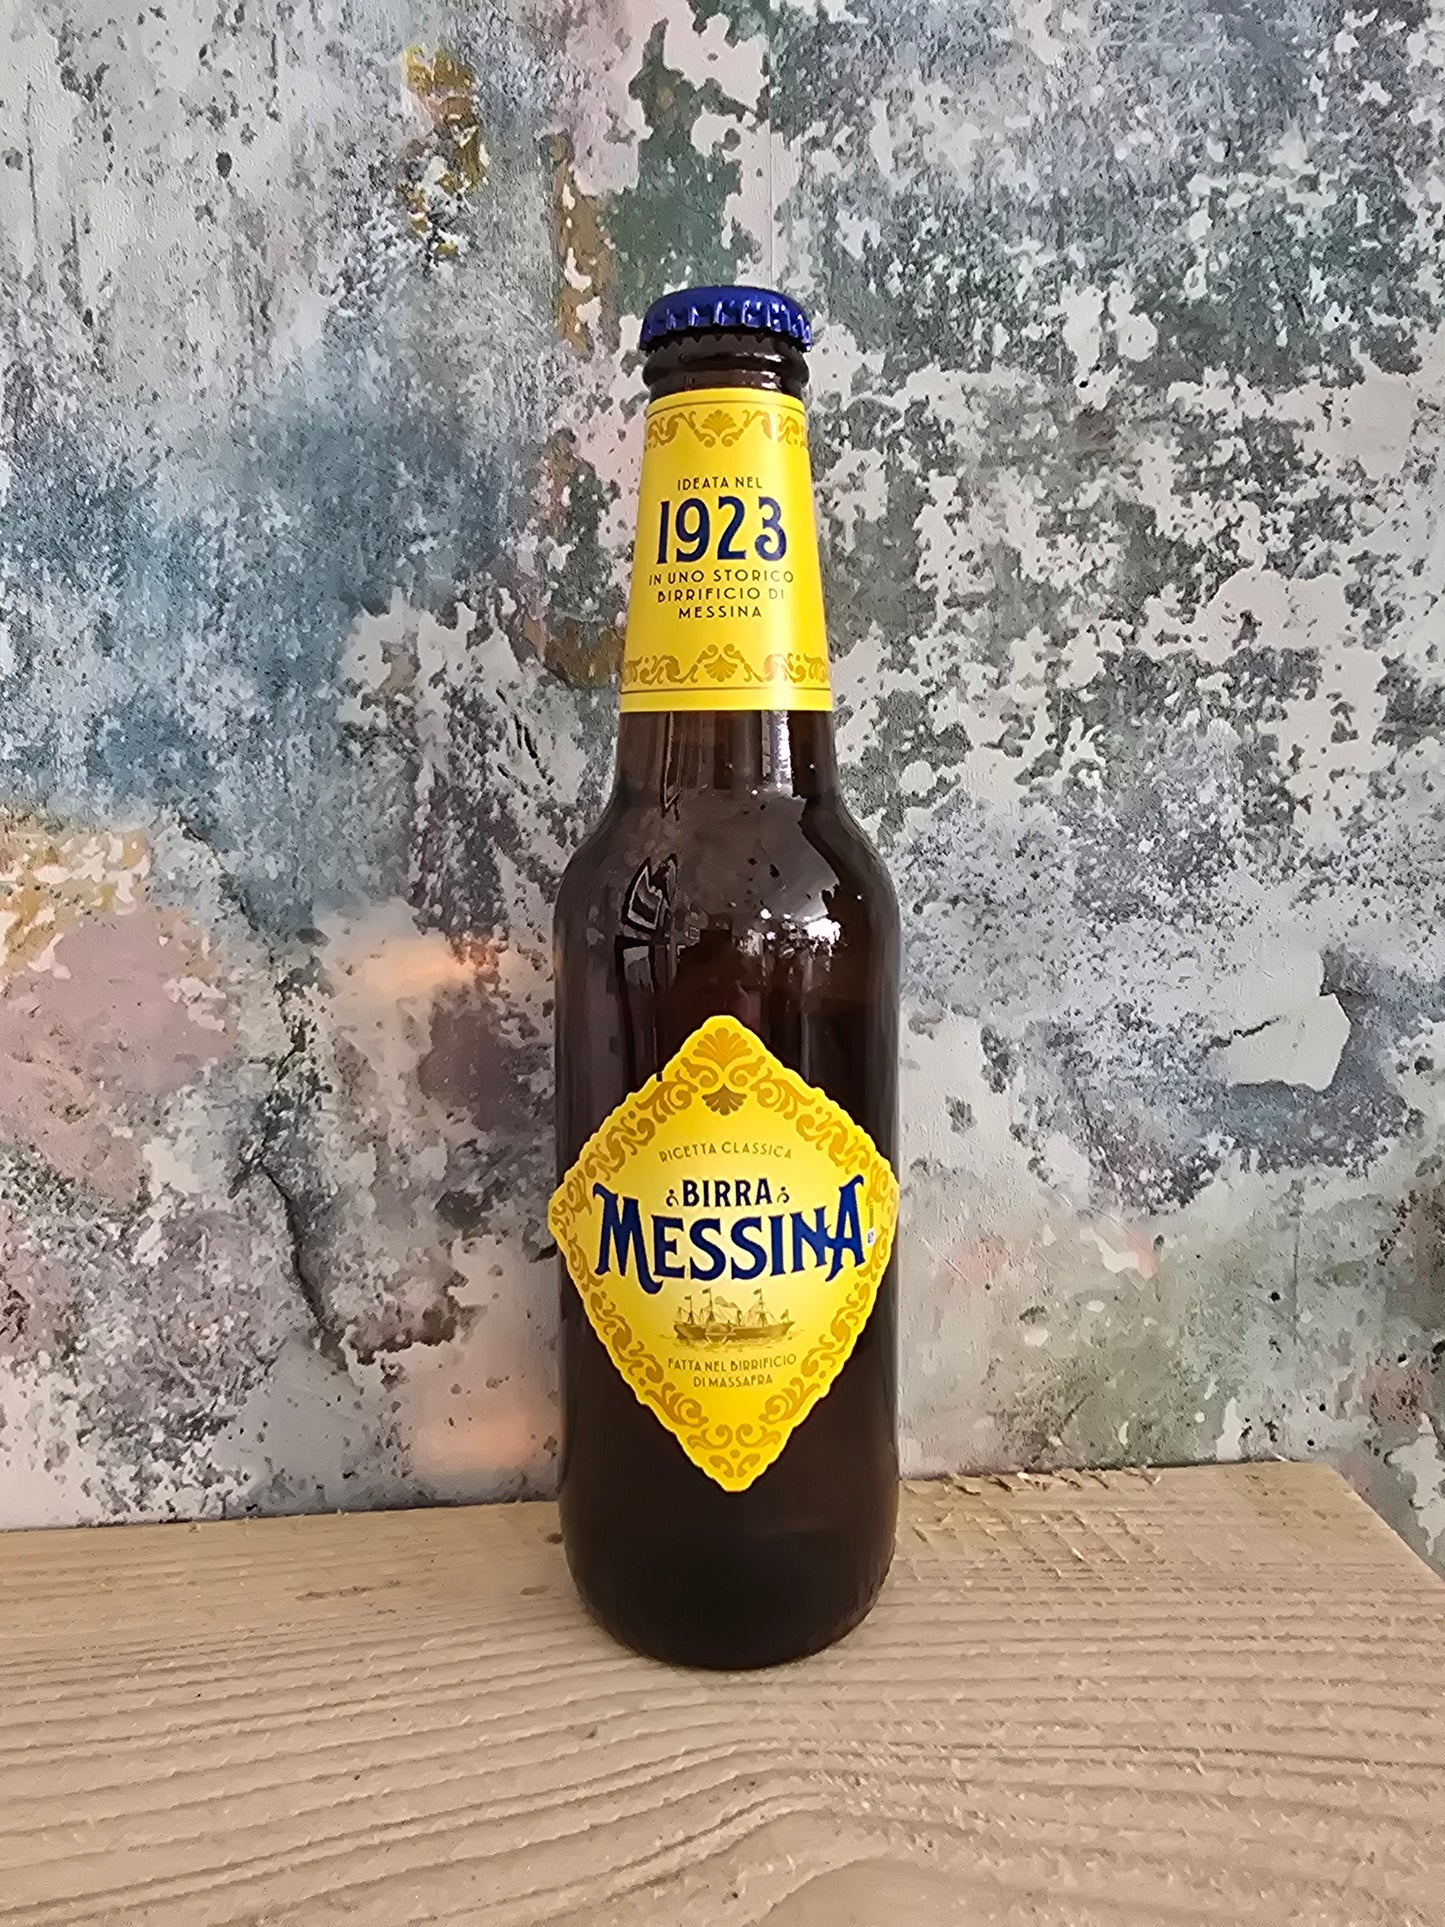 IDEATA NEL
1923
IN UNO STORICO
BIRRIFICIO DI
MESSINA
RICETTA CLASSICA
BIRRA
MESSINA
FATTA NEL BIRRIFICIO
DI MASSAFRA